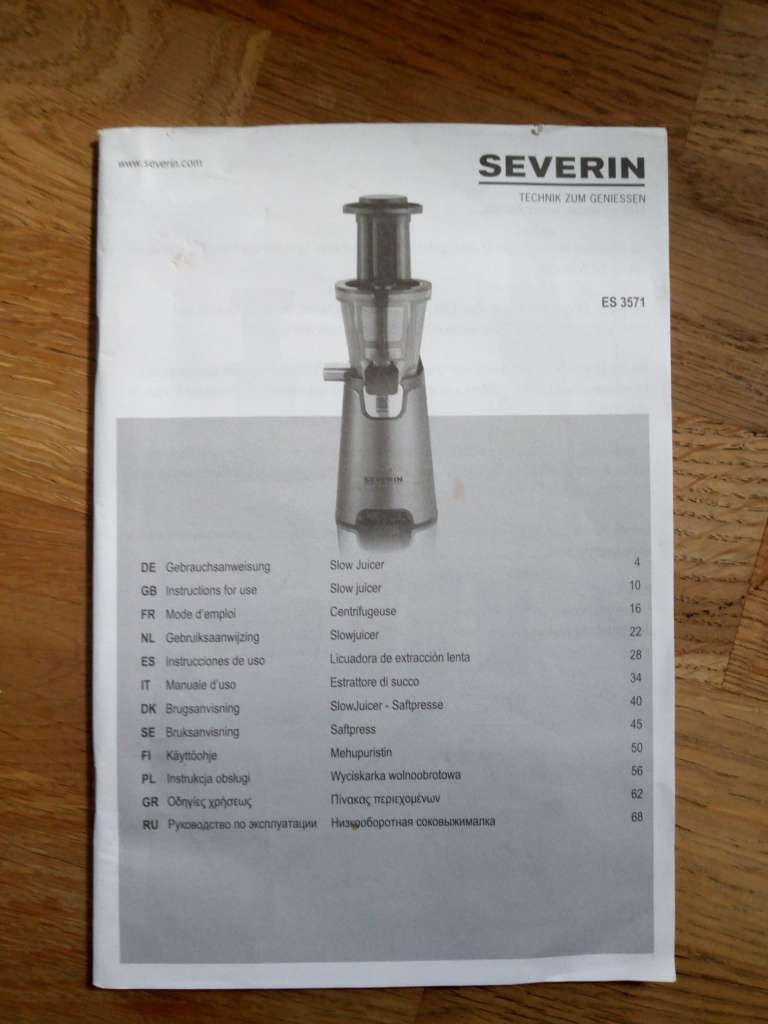 www.severin.com
SEVERIN
TECHNIK ZUM GENIESSEN
ES 3571
SEVERIN
DE Gebrauchsanweisung Slow Juicer 4
GB Instructions for use Slow juicer 10
FR Mode d'emploi Centrifugeuse 16
NL Gebruiksaanwijzing Slowjuicer 22
ES Instrucciones de uso Licuadora de extracción lenta 28
IT Manuale d'uso Estrattore di succo 34
DK Brugsanvisning SlowJuicer - Saftpresse 40
SE Bruksanvisning Saftpress 45
FI Käyttöohje Mehupuristin 50
PL Instrukcja obsługi Wyciskarka wolnoobrotowa 56
GR Οδηγίες χρήσεως Πίνακας περιεχομένων 62
RU Руководство по эксплуатации Низкооборотная соковыжималка 68